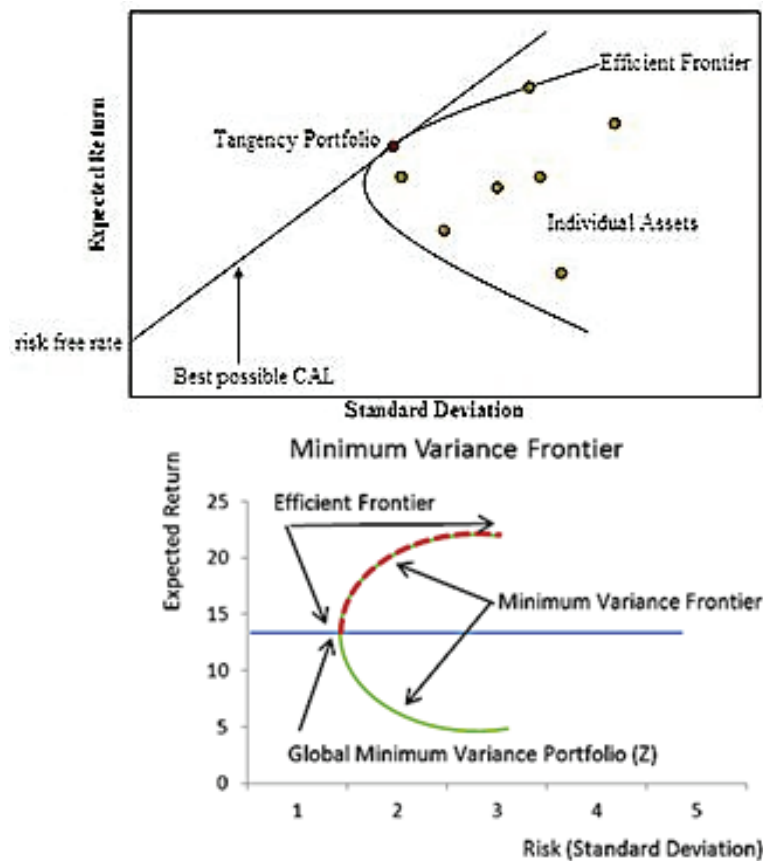 Efficient Frontier
Tangency Portfolio
Expected Return
Individual Assets
risk free rate
Best possible CAL
Standard Deviation
Minimum Variance Frontier
Expected Return
Efficient Frontier
25
20
Minimum Variance Frontier
15
10
5
Global Minimum Variance Portfolio (Z)
0
1 2 3 4 5
Risk (Standard Deviation)